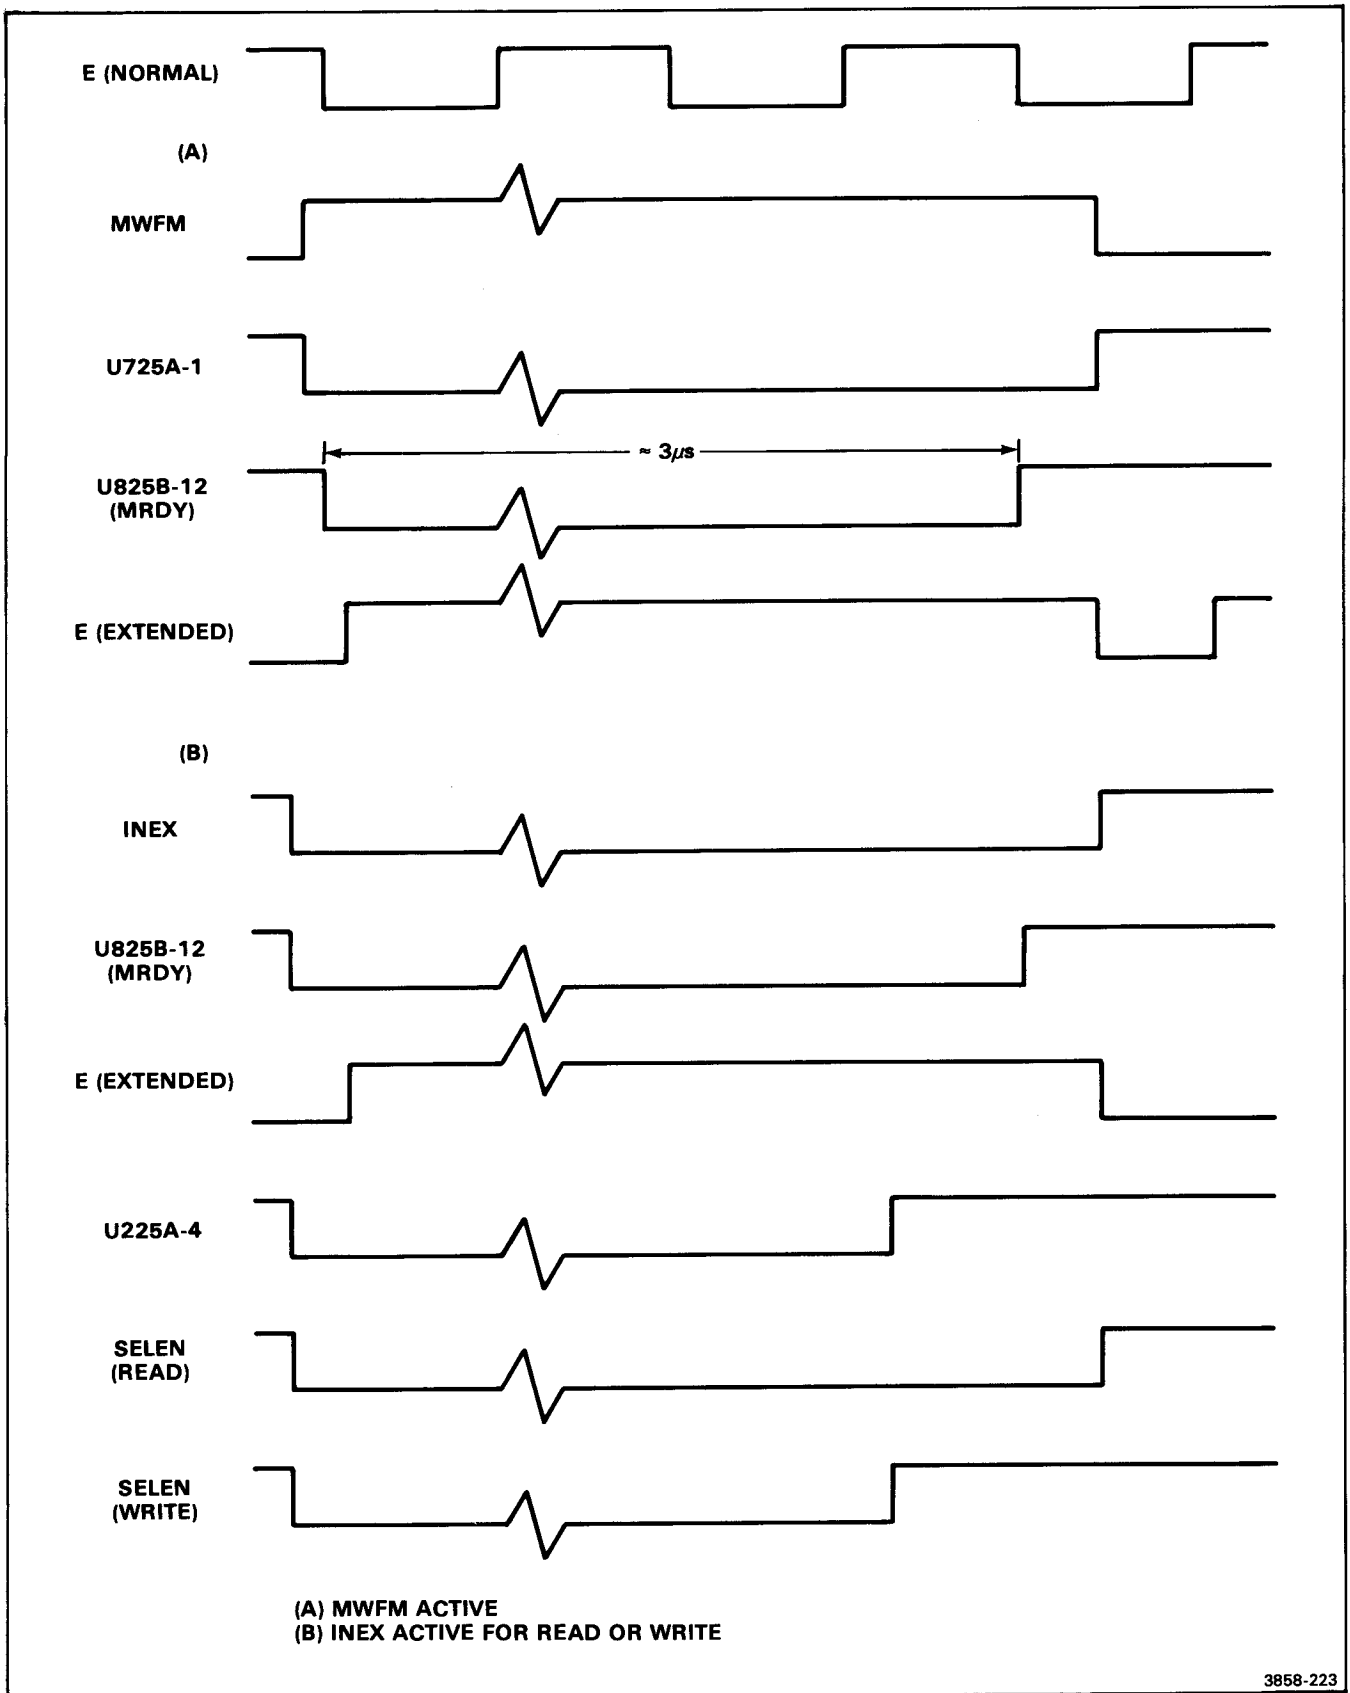 E (NORMAL)
(A)
MWFM
U725A-1
≈ 3μs
U825B-12
(MRDY)
E (EXTENDED)
(B)
INEX
U825B-12
(MRDY)
E (EXTENDED)
U225A-4
SELEN
(READ)
SELEN
(WRITE)
(A) MWFM ACTIVE
(B) INEX ACTIVE FOR READ OR WRITE
3858-223